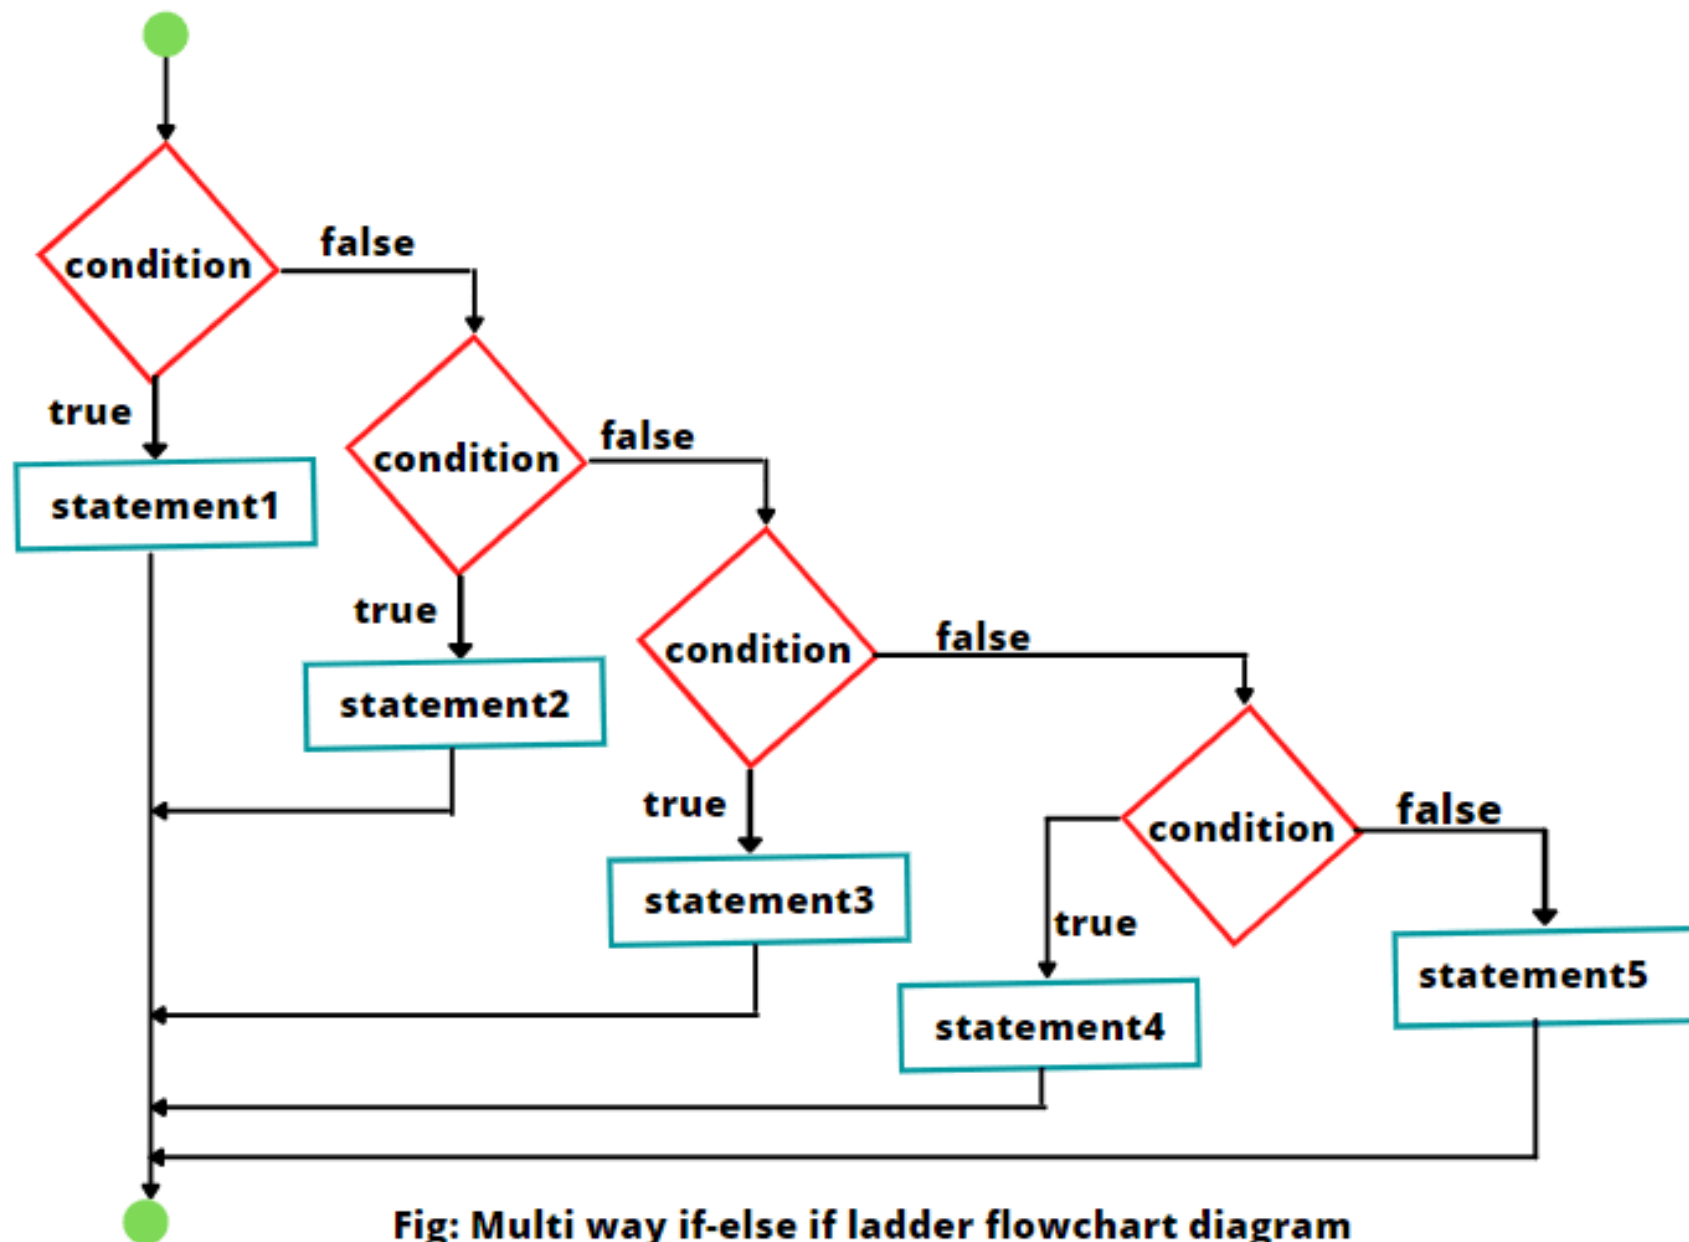 false
condition
true
false
statement1
condition
true
false
statement2
condition
true
false
statement3
condition
true
statement4
statement5
Fig: Multi way if-else if ladder flowchart diagram